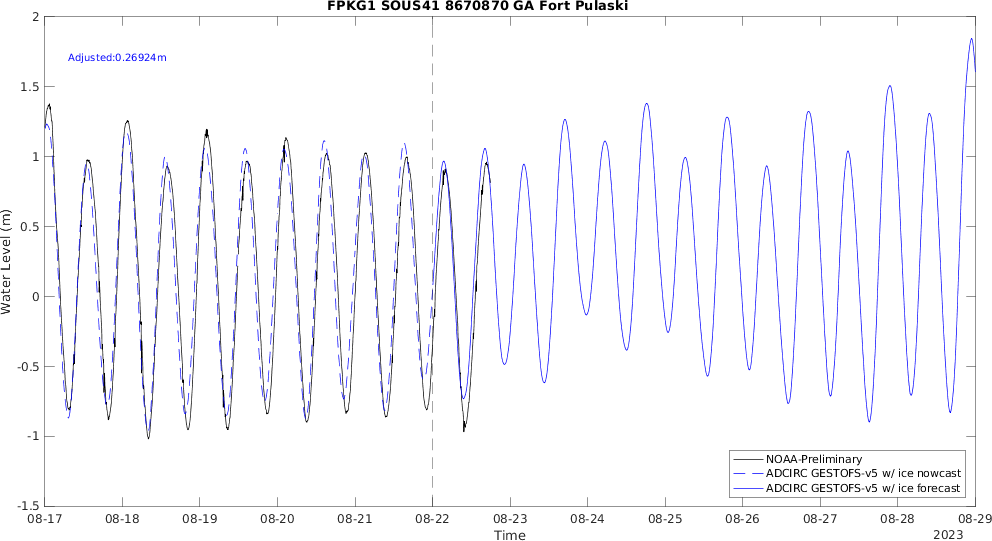 FPKG1 SOUS41 8670870 GA Fort Pulaski
2
Adjusted:0.26924m
1.5
1
0.5
0
-0.5
-1
-1.5
Water Level (m)
NOAA-Preliminary
ADCIRC GESTOFS-v5 w/ ice nowcast
ADCIRC GESTOFS-v5 w/ ice forecast
08-17 08-18 08-19 08-20 08-21 08-22 08-23 08-24 08-25 08-26 08-27 08-28 08-29
Time
2023